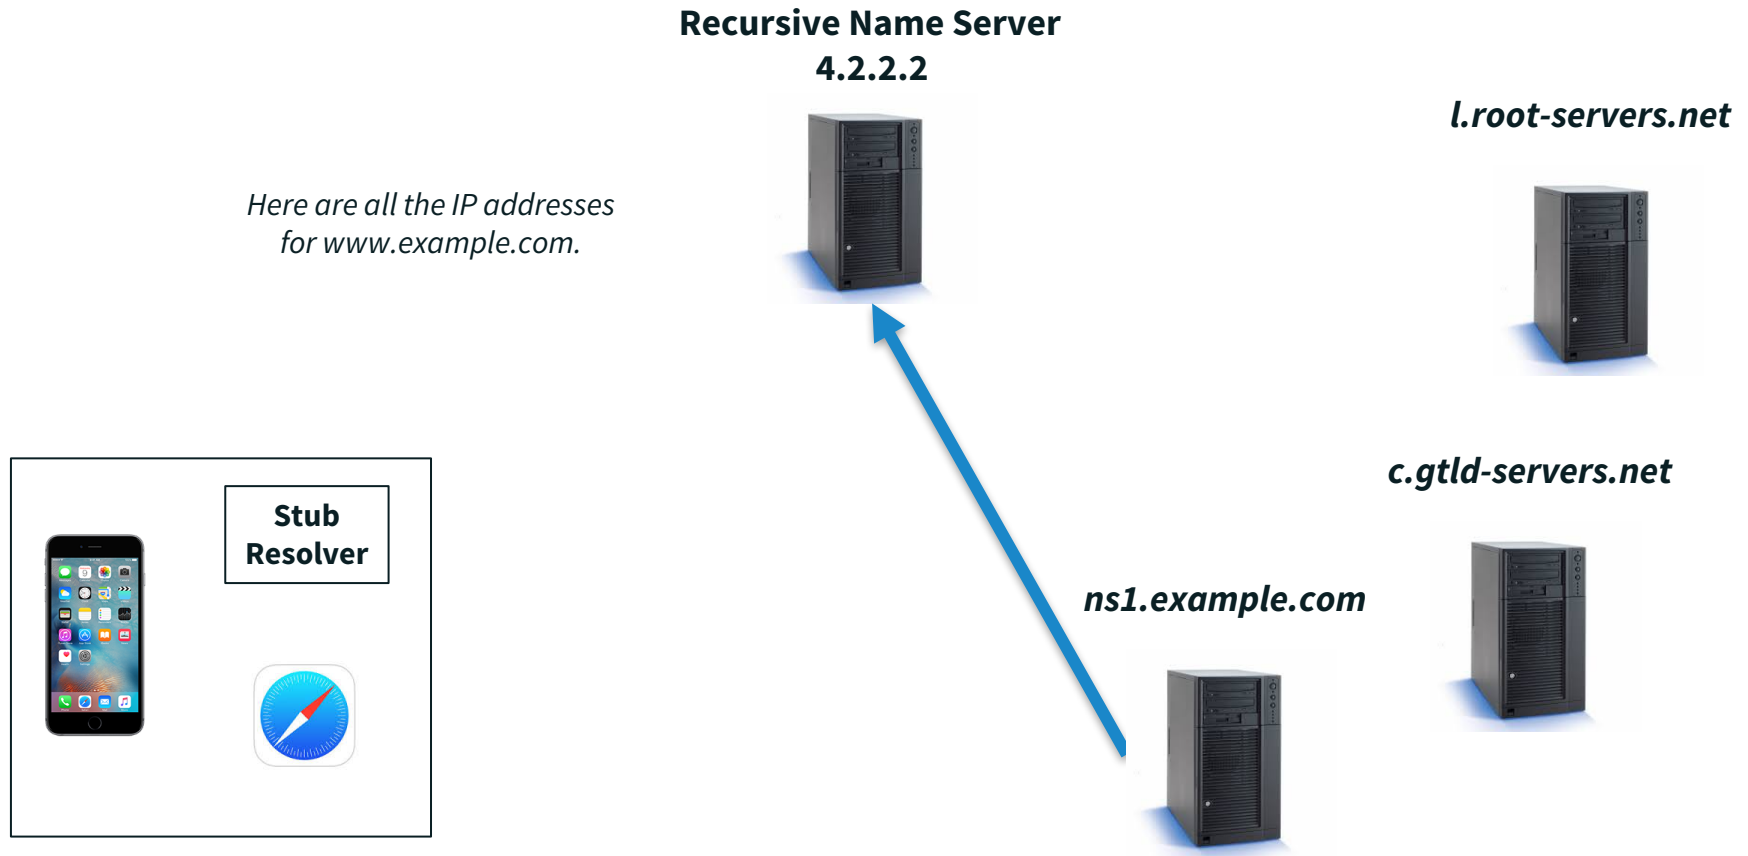 Recursive Name Server
4.2.2.2
l.root-servers.net
Here are all the IP addresses
for www.example.com.
c.gtld-servers.net
Stub
Resolver
ns1.example.com